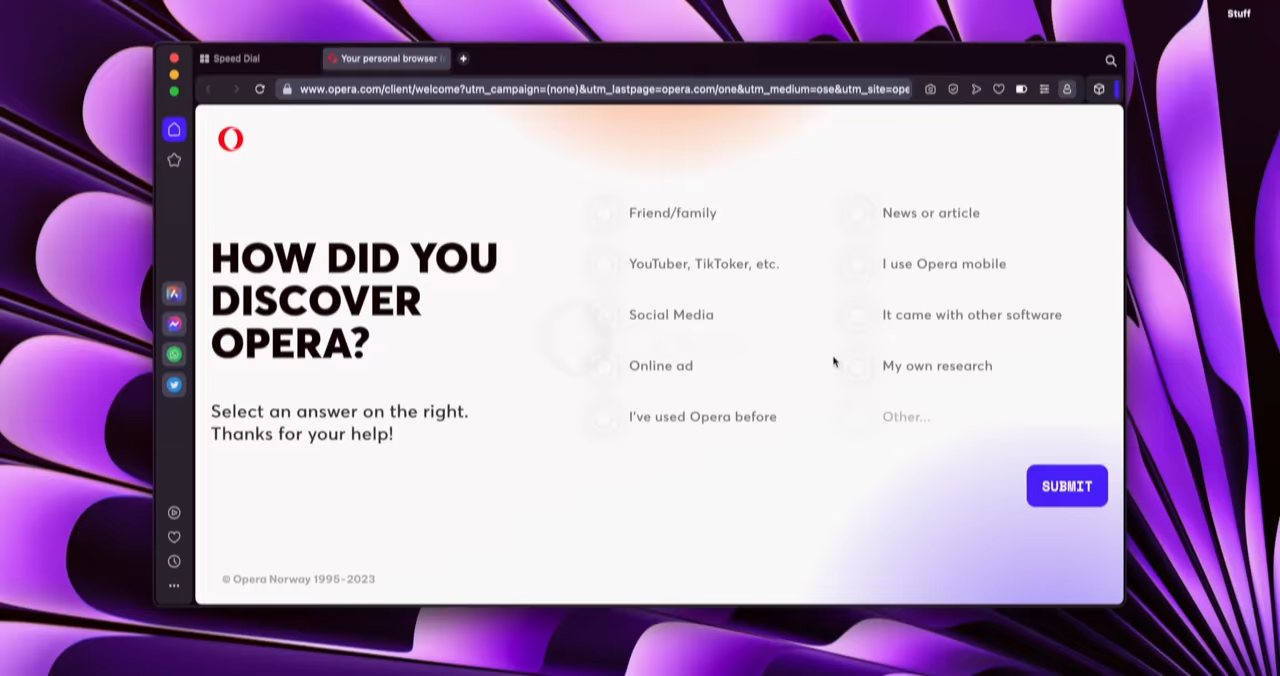 Stuff
Speed Dial
Your personal browser
www.opera.com/client/welcome?utm_campaign=(none)&utm_lastpage=opera.com/one&utm_medium=ose&utm_site=ope
HOW DID YOU
DISCOVER
OPERA?
Select an answer on the right.
Thanks for your help!
Friend/family
News or article
YouTuber, TikToker, etc.
I use Opera mobile
Social Media
It came with other software
Online ad
My own research
I've used Opera before
Other...
SUBMIT
© Opera Norway 1995-2023